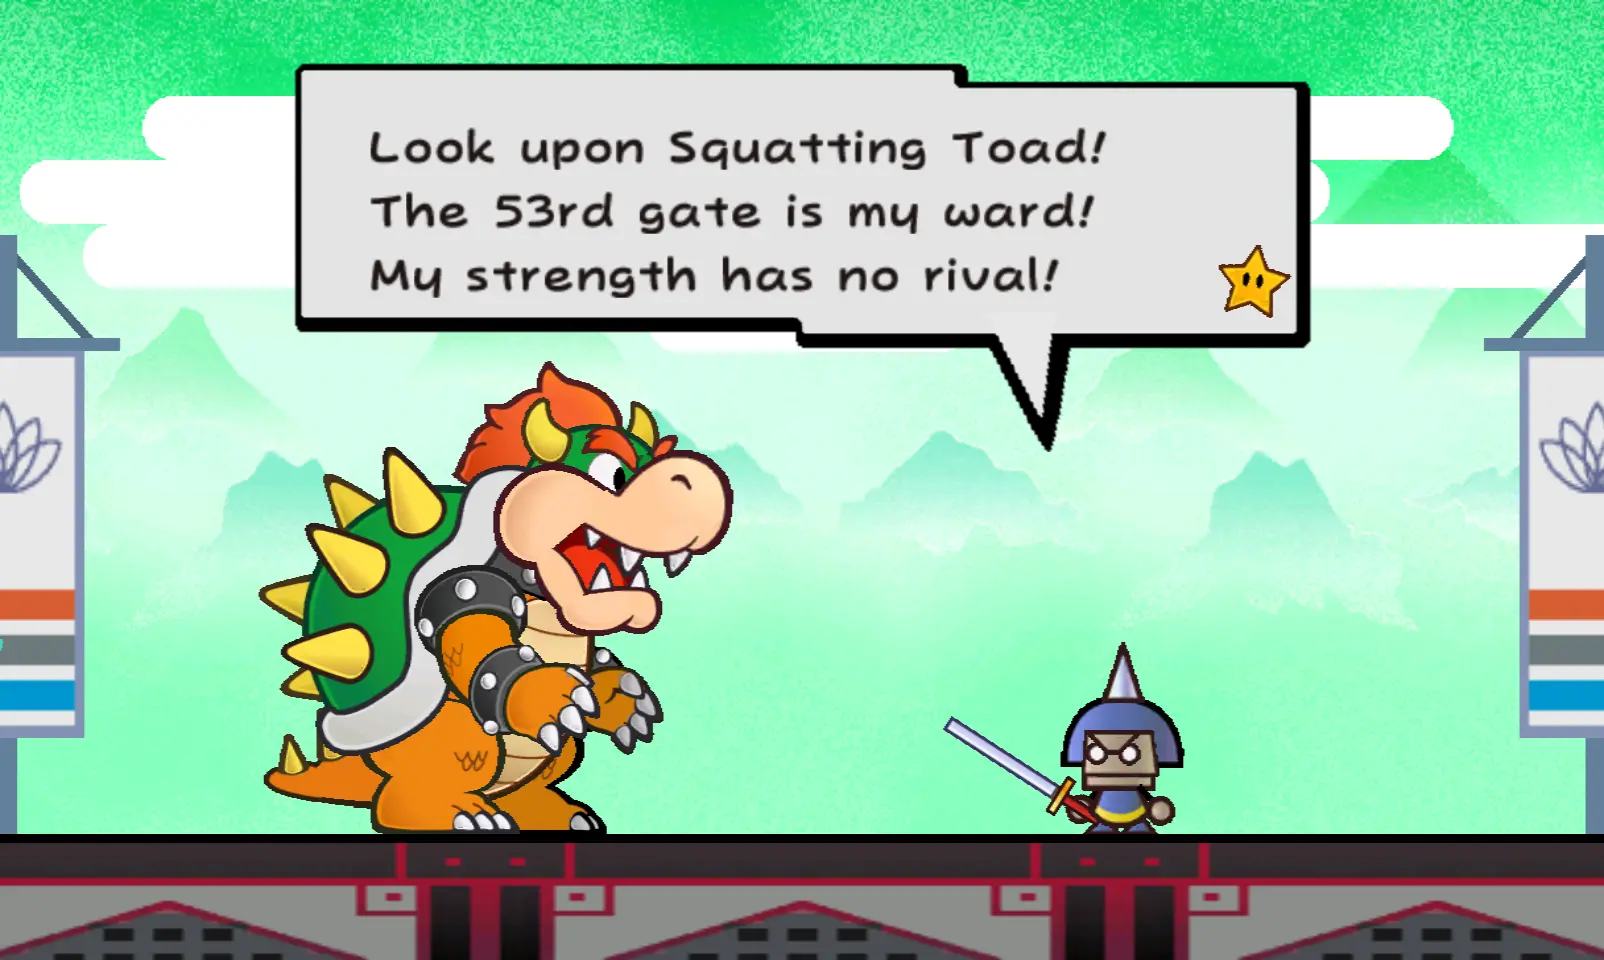 Look upon Squatting Toad!
The 53rd gate is my ward!
My strength has no rival!